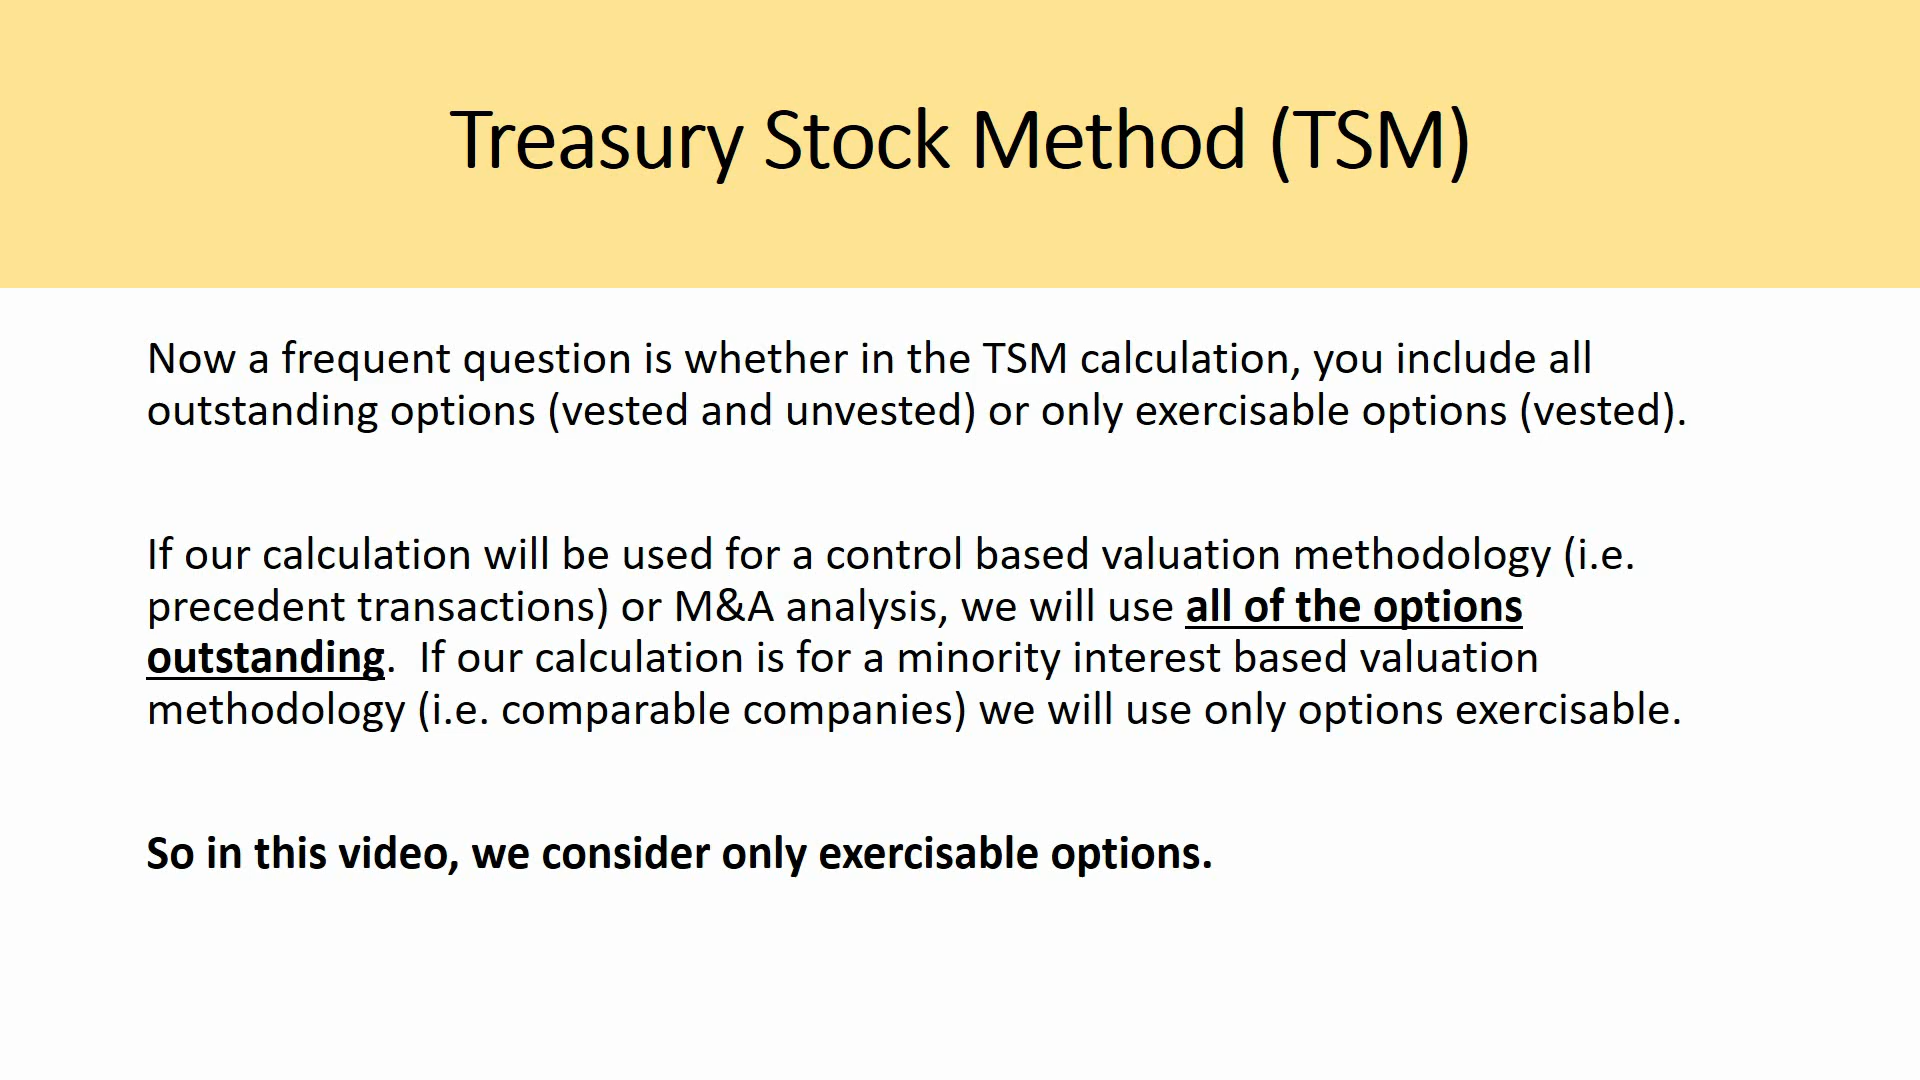 Treasury Stock Method (TSM)
Now a frequent question is whether in the TSM calculation, you include all
outstanding options (vested and unvested) or only exercisable options (vested).
If our calculation will be used for a control based valuation methodology (i.e.
precedent transactions) or M&A analysis, we will use all of the options
outstanding.  If our calculation is for a minority interest based valuation
methodology (i.e. comparable companies) we will use only options exercisable.
So in this video, we consider only exercisable options.